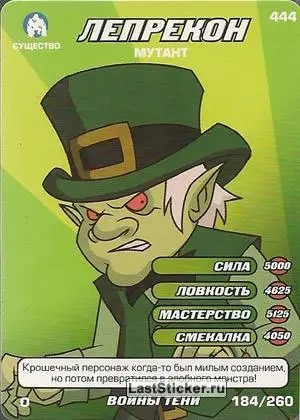 ЛЕПРЕКОН
444
СУЩЕСТВО
МУТАНТ
СИЛА 5000
ЛОВКОСТЬ 4625
МАСТЕРСТВО 5125
СМЕКАЛКА 4050
Крошечный персонаж когда-то был милым созданием,
но потом превратился в злобного монстра!
LastSticker.ru
ВОИНЫ ТЕНИ
184/260